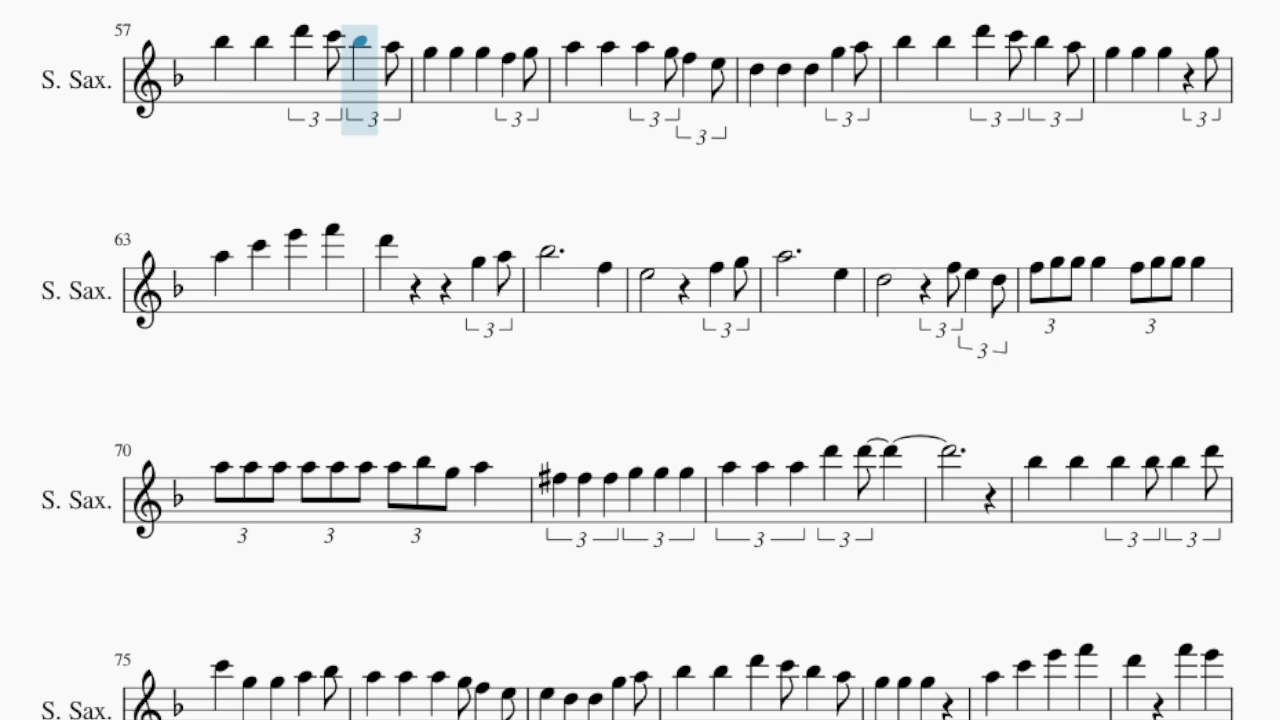 57
S. Sax.
3 3 3 3 3 3 3 3 3
63
S. Sax.
3 3 3 3 3 3
70
S. Sax.
3 3 3 3 3 3 3 3 3
75
S. Sax.